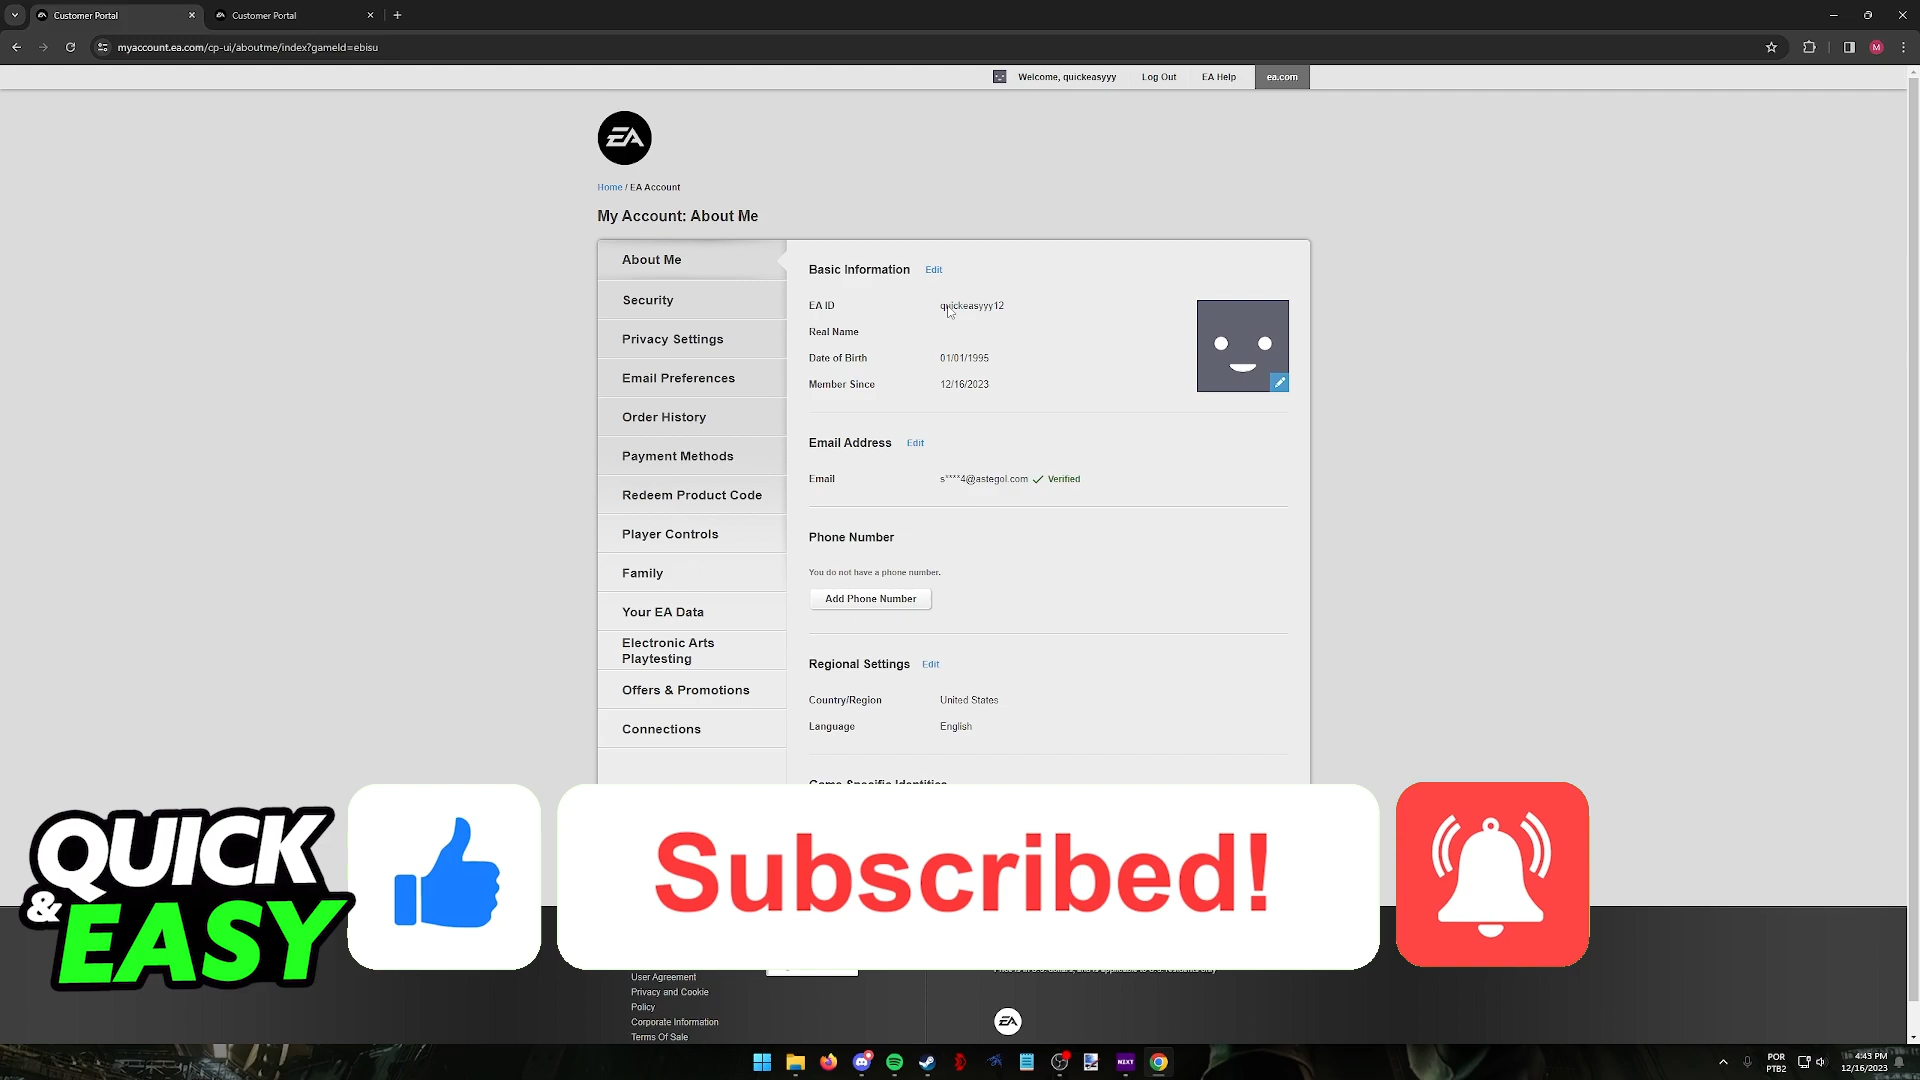 Customer Portal
Customer Portal
myaccount.ea.com/cp-ui/aboutme/index?gameId=ebisu
M
Welcome, quickeasyyy
Log Out
EA Help
ea.com
EA
Home / EA Account
My Account: About Me
About Me
Security
Privacy Settings
Email Preferences
Order History
Payment Methods
Redeem Product Code
Player Controls
Family
Your EA Data
Electronic Arts
Playtesting
Offers & Promotions
Connections
Basic Information Edit
EA ID quickeasyyy12
Real Name
Date of Birth 01/01/1995
Member Since 12/16/2023
Email Address Edit
Email s****4@astegol.com Verified
Phone Number
You do not have a phone number.
Add Phone Number
Regional Settings Edit
Country/Region United States
Language English
Game Specific Identities
QUICK
& EASY
Subscribed!
User Agreement
Privacy and Cookie
Policy
Corporate Information
Terms Of Sale
EA
NEXT
POR
PTB2
4:43 PM
12/16/2023